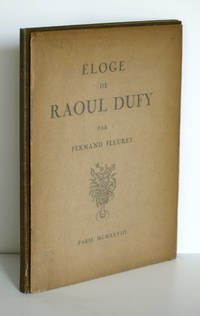 ÉLOGE
DE
RAOUL DUFY
PAR
FERNAND FLEURET
PARIS MCMXXVIII